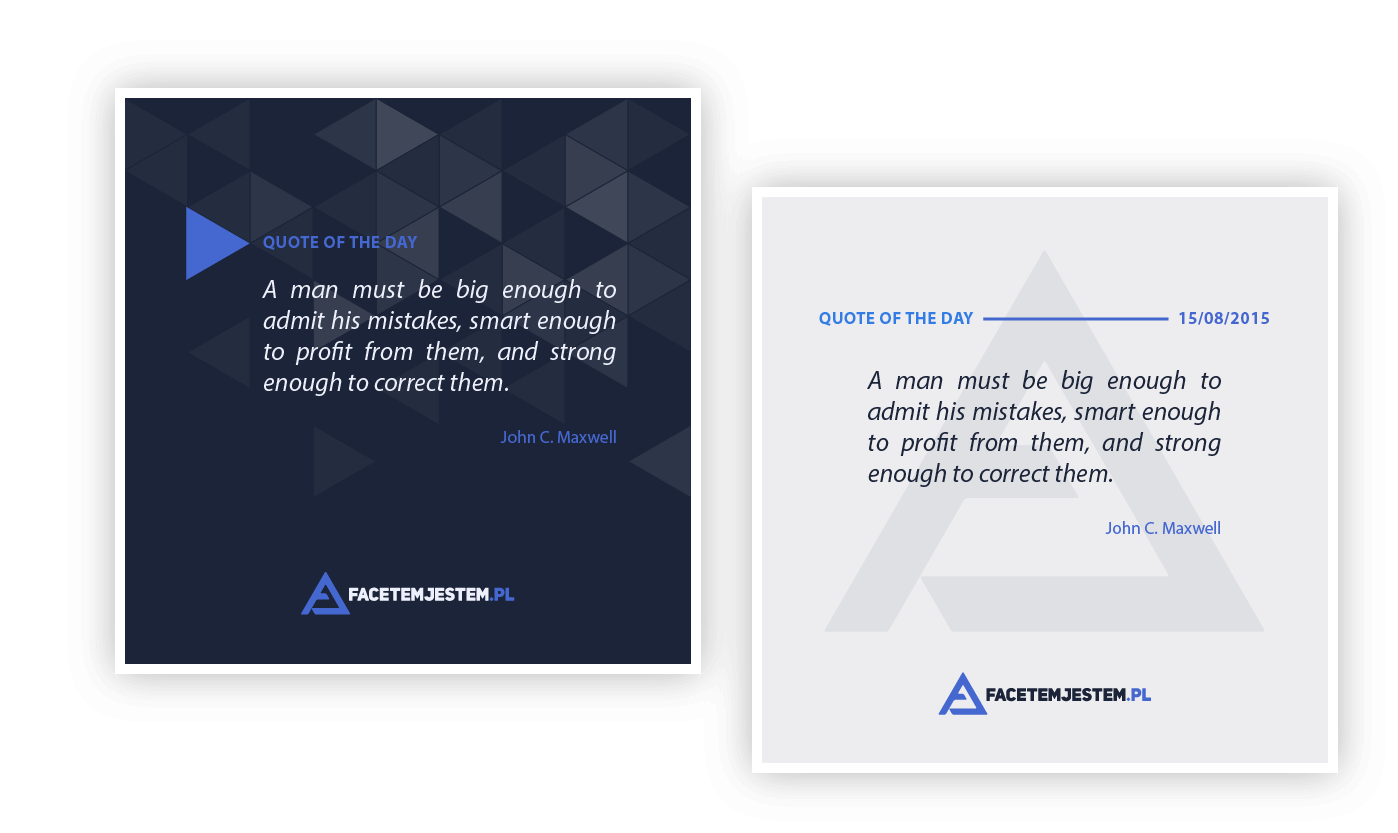 QUOTE OF THE DAY
A man must be big enough to
admit his mistakes, smart enough
to profit from them, and strong
enough to correct them.
John C. Maxwell
FACETEMJESTEM.PL
QUOTE OF THE DAY 15/08/2015
A man must be big enough to
admit his mistakes, smart enough
to profit from them, and strong
enough to correct them.
John C. Maxwell
FACETEMJESTEM.PL